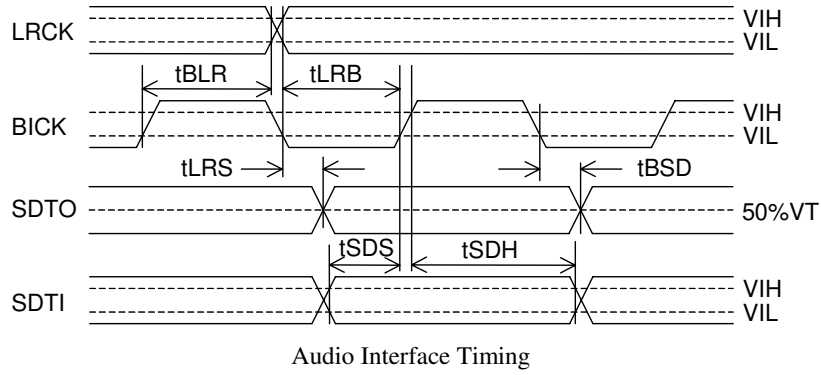 LRCK
VIH
VIL
tBLR
tLRB
BICK
VIH
VIL
tLRS
tBSD
SDTO
50%VT
tSDS
tSDH
SDTI
VIH
VIL
Audio Interface Timing